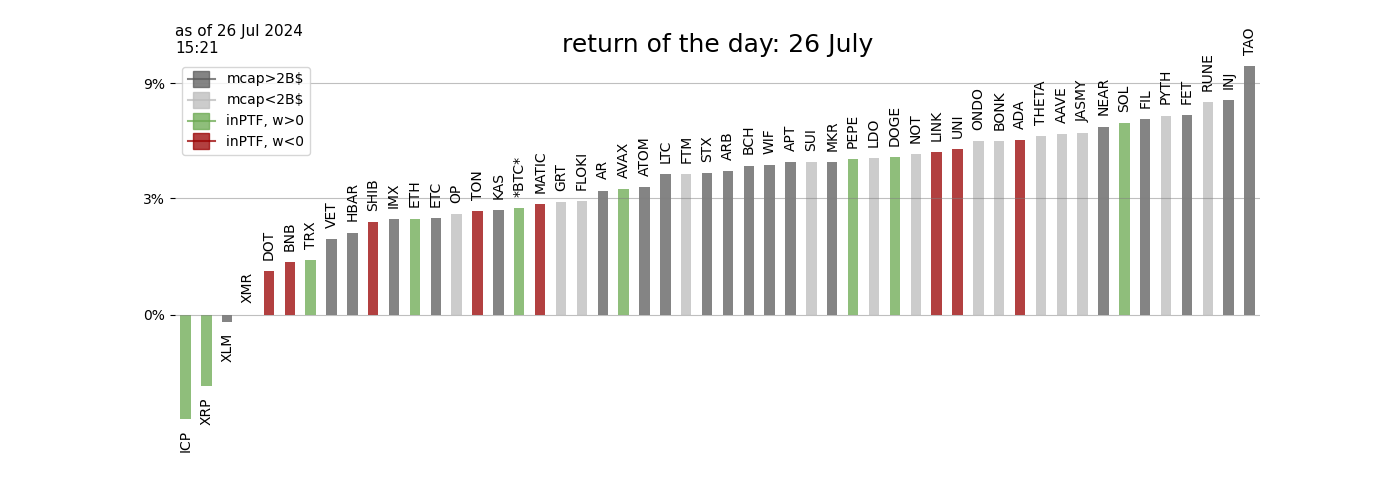 as of 26 Jul 2024
15:21
return of the day: 26 July
mcap>2B$
mcap<2B$
inPTF, w>0
inPTF, w<0
9%
3%
0%
ICP
XRP
XLM
XMR
DOT
BNB
TRX
VET
HBAR
SHIB
IMX
ETH
ETC
OP
TON
KAS
*BTC*
MATIC
GRT
FLOKI
AR
AVAX
ATOM
LTC
FTM
STX
ARB
BCH
WIF
APT
SUI
MKR
PEPE
LDO
DOGE
NOT
LINK
UNI
ONDO
BONK
ADA
THETA
AAVE
JASMY
NEAR
SOL
FIL
PYTH
FET
RUNE
INJ
TAO